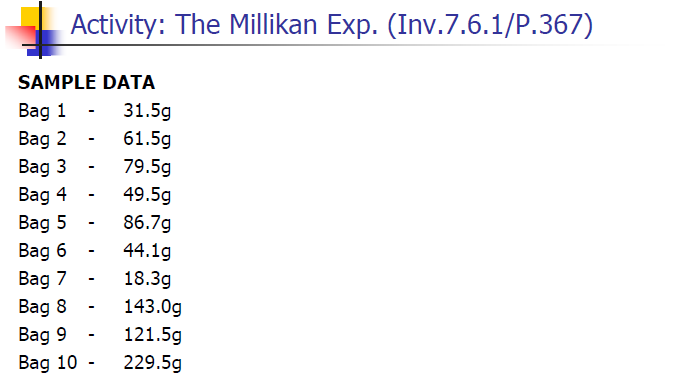 Activity: The Millikan Exp. (Inv.7.6.1/P.367)
SAMPLE DATA
Bag 1 - 31.5g
Bag 2 - 61.5g
Bag 3 - 79.5g
Bag 4 - 49.5g
Bag 5 - 86.7g
Bag 6 - 44.1g
Bag 7 - 18.3g
Bag 8 - 143.0g
Bag 9 - 121.5g
Bag 10 - 229.5g